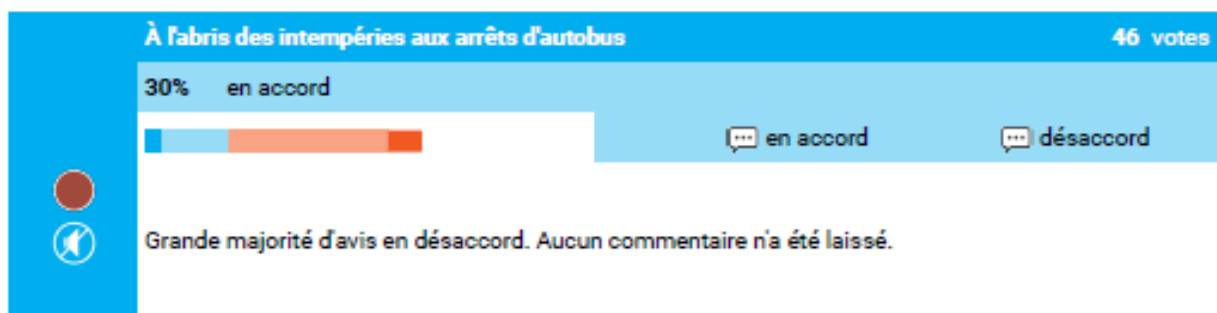 À l'abris des intempéries aux arrêts d'autobus 46 votes
30% en accord
en accord désaccord
Grande majorité d'avis en désaccord. Aucun commentaire n'a été laissé.